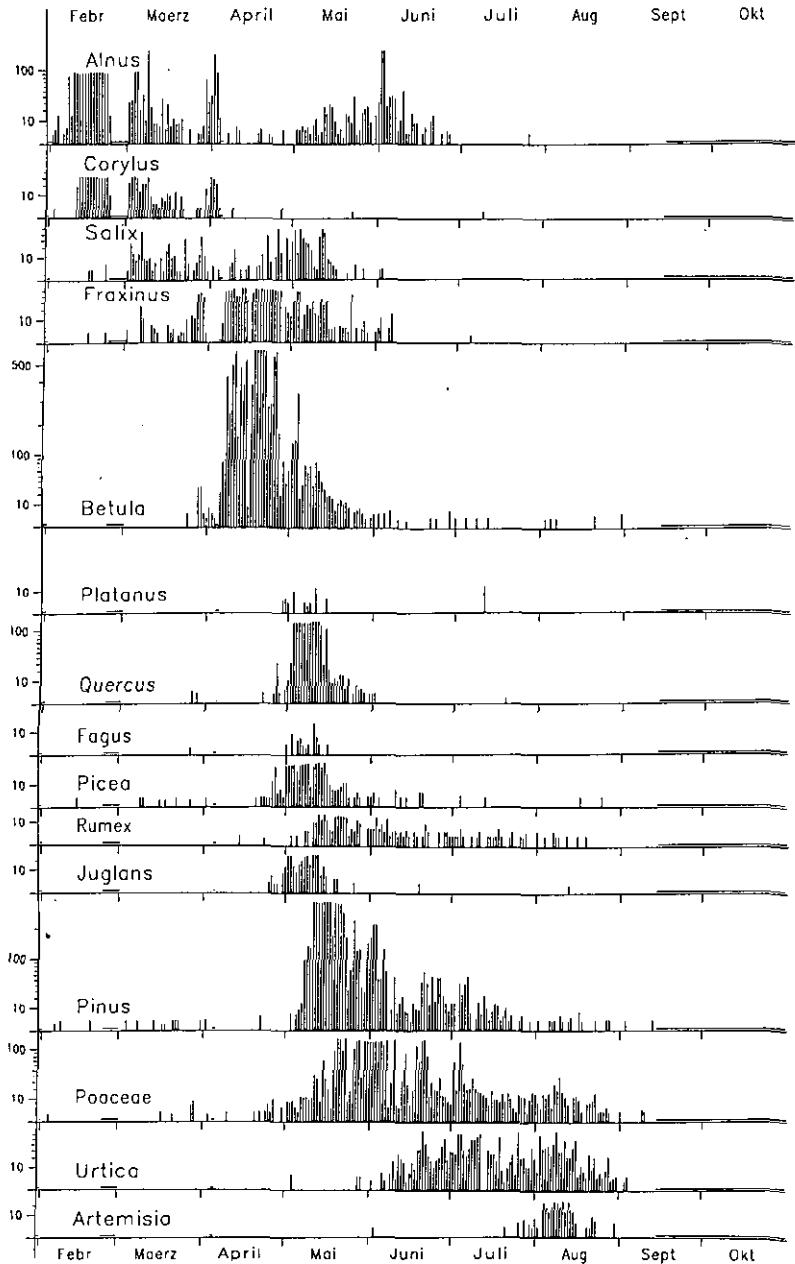 Febr Maerz April Mai Juni Juli Aug Sept Okt
Alnus
100
10
Corylus
10
Salix
10
Fraxinus
10
500
100
10
Betula
10
Platanus
100
10
Quercus
10
Fagus
10
Picea
10
Rumex
10
Juglans
100
10
Pinus
100
10
Poaceae
10
Urtica
10
Artemisia
Febr Maerz April Mai Juni Juli Aug Sept Okt